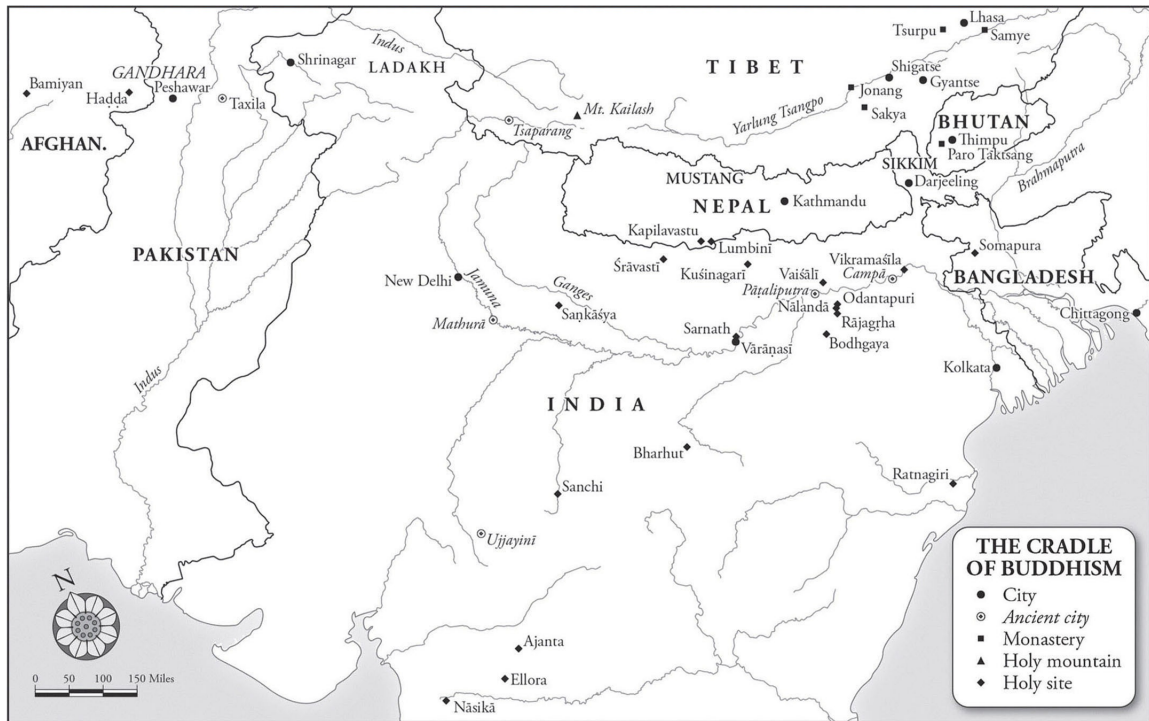 Lhasa
Tsurpu
Samye
Indus
Shrinagar
LADAKH
TIBET
Shigatse
Gyantse
GANDHARA
Bamiyan
Peshawar
Haḍḍa
Taxila
Jonang
Mt. Kailash
Sakya
Yarlung Tsangpo
Tsaparang
BHUTAN
AFGHAN.
Thimpu
Paro Taktsang
SIKKIM
MUSTANG
Darjeeling
Brahmaputra
NEPAL
Kathmandu
Kapilavastu
Lumbinī
PAKISTAN
Somapura
Śrāvastī
Kuśinagarī
Vikramaśīla
Vaiśālī
Campā
BANGLADESH
New Delhi
Jamuna
Ganges
Pāṭaliputra
Odantapuri
Nālandā
Saṇkāśya
Mathurā
Rājagṛha
Chittagong
Sarnath
Vārāṇasī
Bodhgaya
Kolkata
Indus
INDIA
Bharhut
Ratnagiri
Sanchi
Ujjayinī
THE CRADLE
OF BUDDHISM
City
Ancient city
Monastery
Holy mountain
Holy site
N
0 50 100 150 Miles
Ajanta
Ellora
Nāsikā